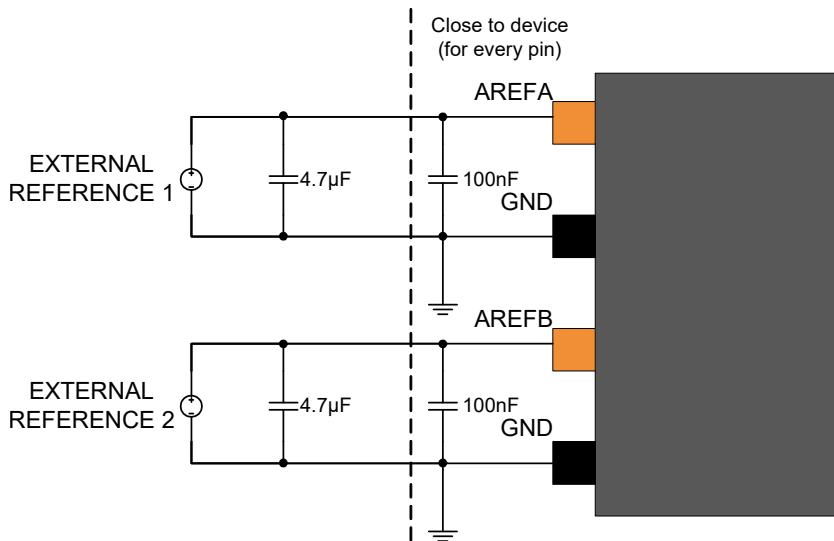 Close to device
(for every pin)
AREFA
EXTERNAL
REFERENCE 1
4.7µF
100nF
GND
AREFB
EXTERNAL
REFERENCE 2
4.7µF
100nF
GND